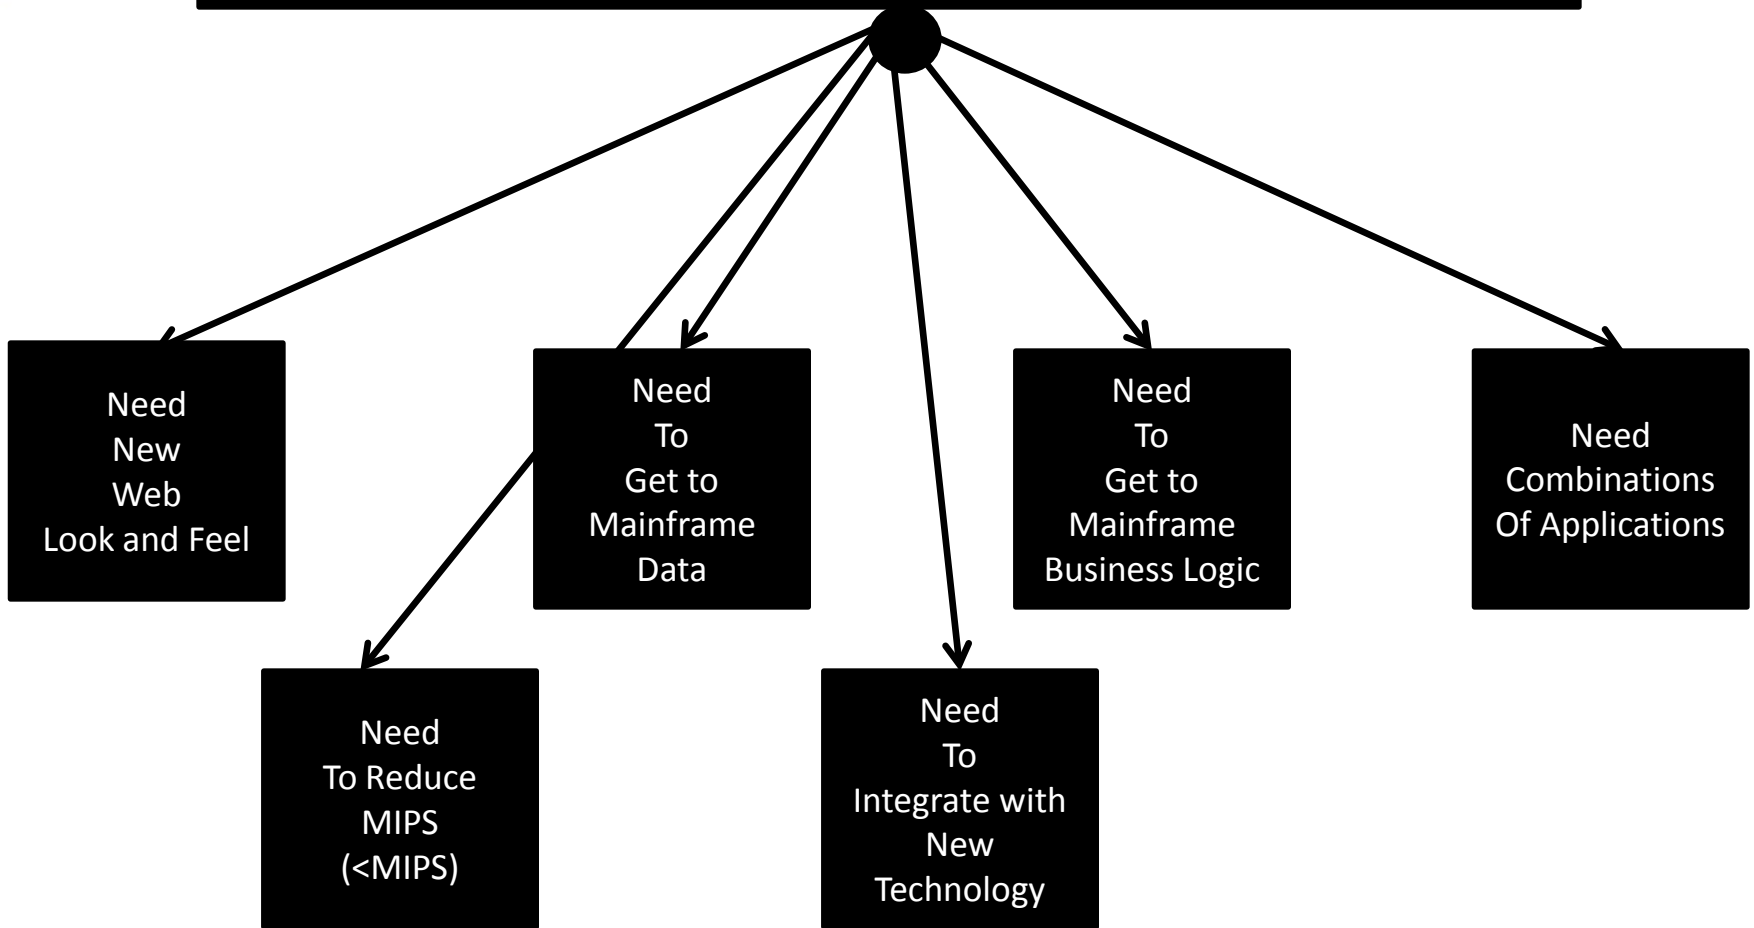 Need
New
Web
Look and Feel
Need
To
Get to
Mainframe
Data
Need
To
Get to
Mainframe
Business Logic
Need
Combinations
Of Applications
Need
To Reduce
MIPS
(<MIPS)
Need
To
Integrate with
New
Technology